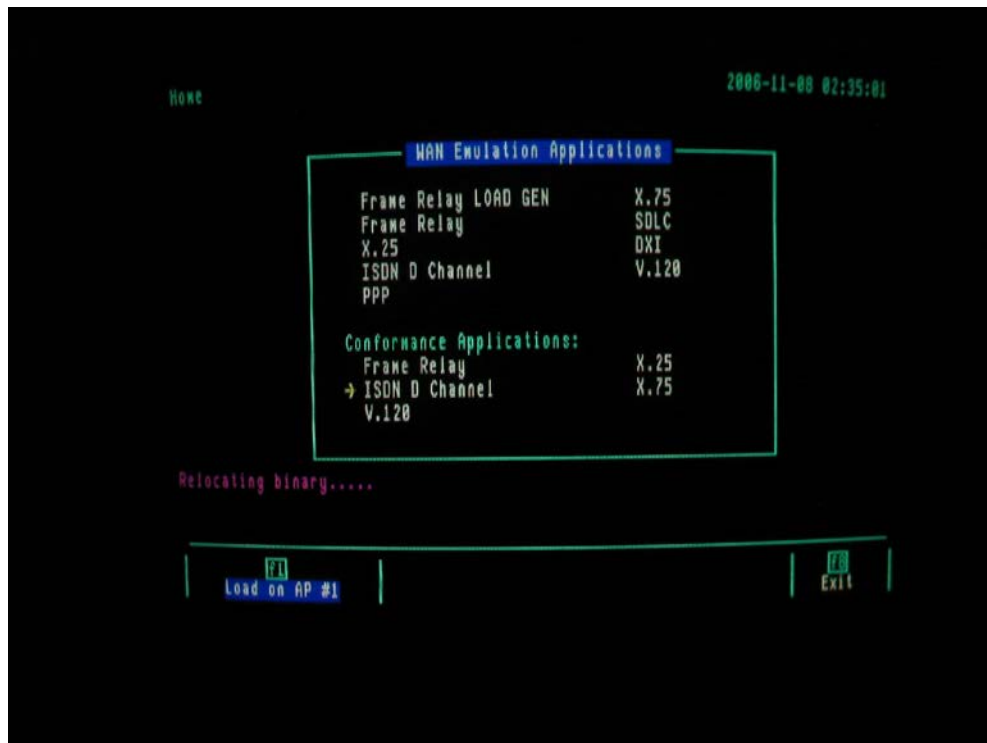 Home 2006-11-08 02:35:01
WAN Emulation Applications
Frame Relay LOAD GEN X.75
Frame Relay SDLC
X.25 DXI
ISDN D Channel V.120
PPP
Conformance Applications:
Frame Relay X.25
→ ISDN D Channel X.75
V.120
Relocating binary.....
f1 f8
Load on AP #1 Exit